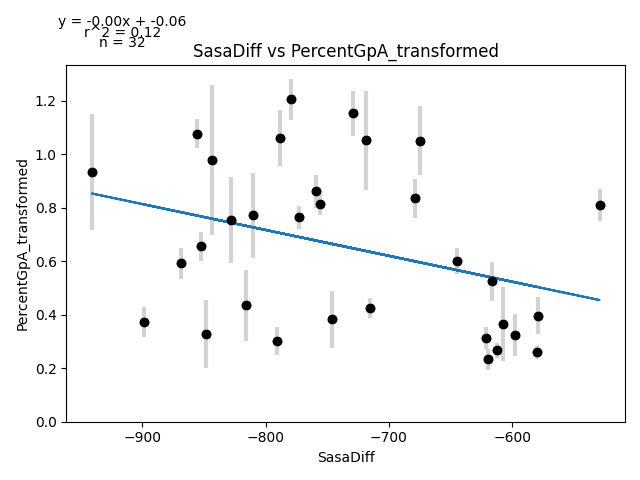 y = -0.00x + -0.06
r^2 = 0.12
n = 32
SasaDiff vs PercentGpA_transformed
1.2
1.0
0.8
0.6
0.4
0.2
0.0
PercentGpA_transformed
−900
−800
−700
−600
SasaDiff